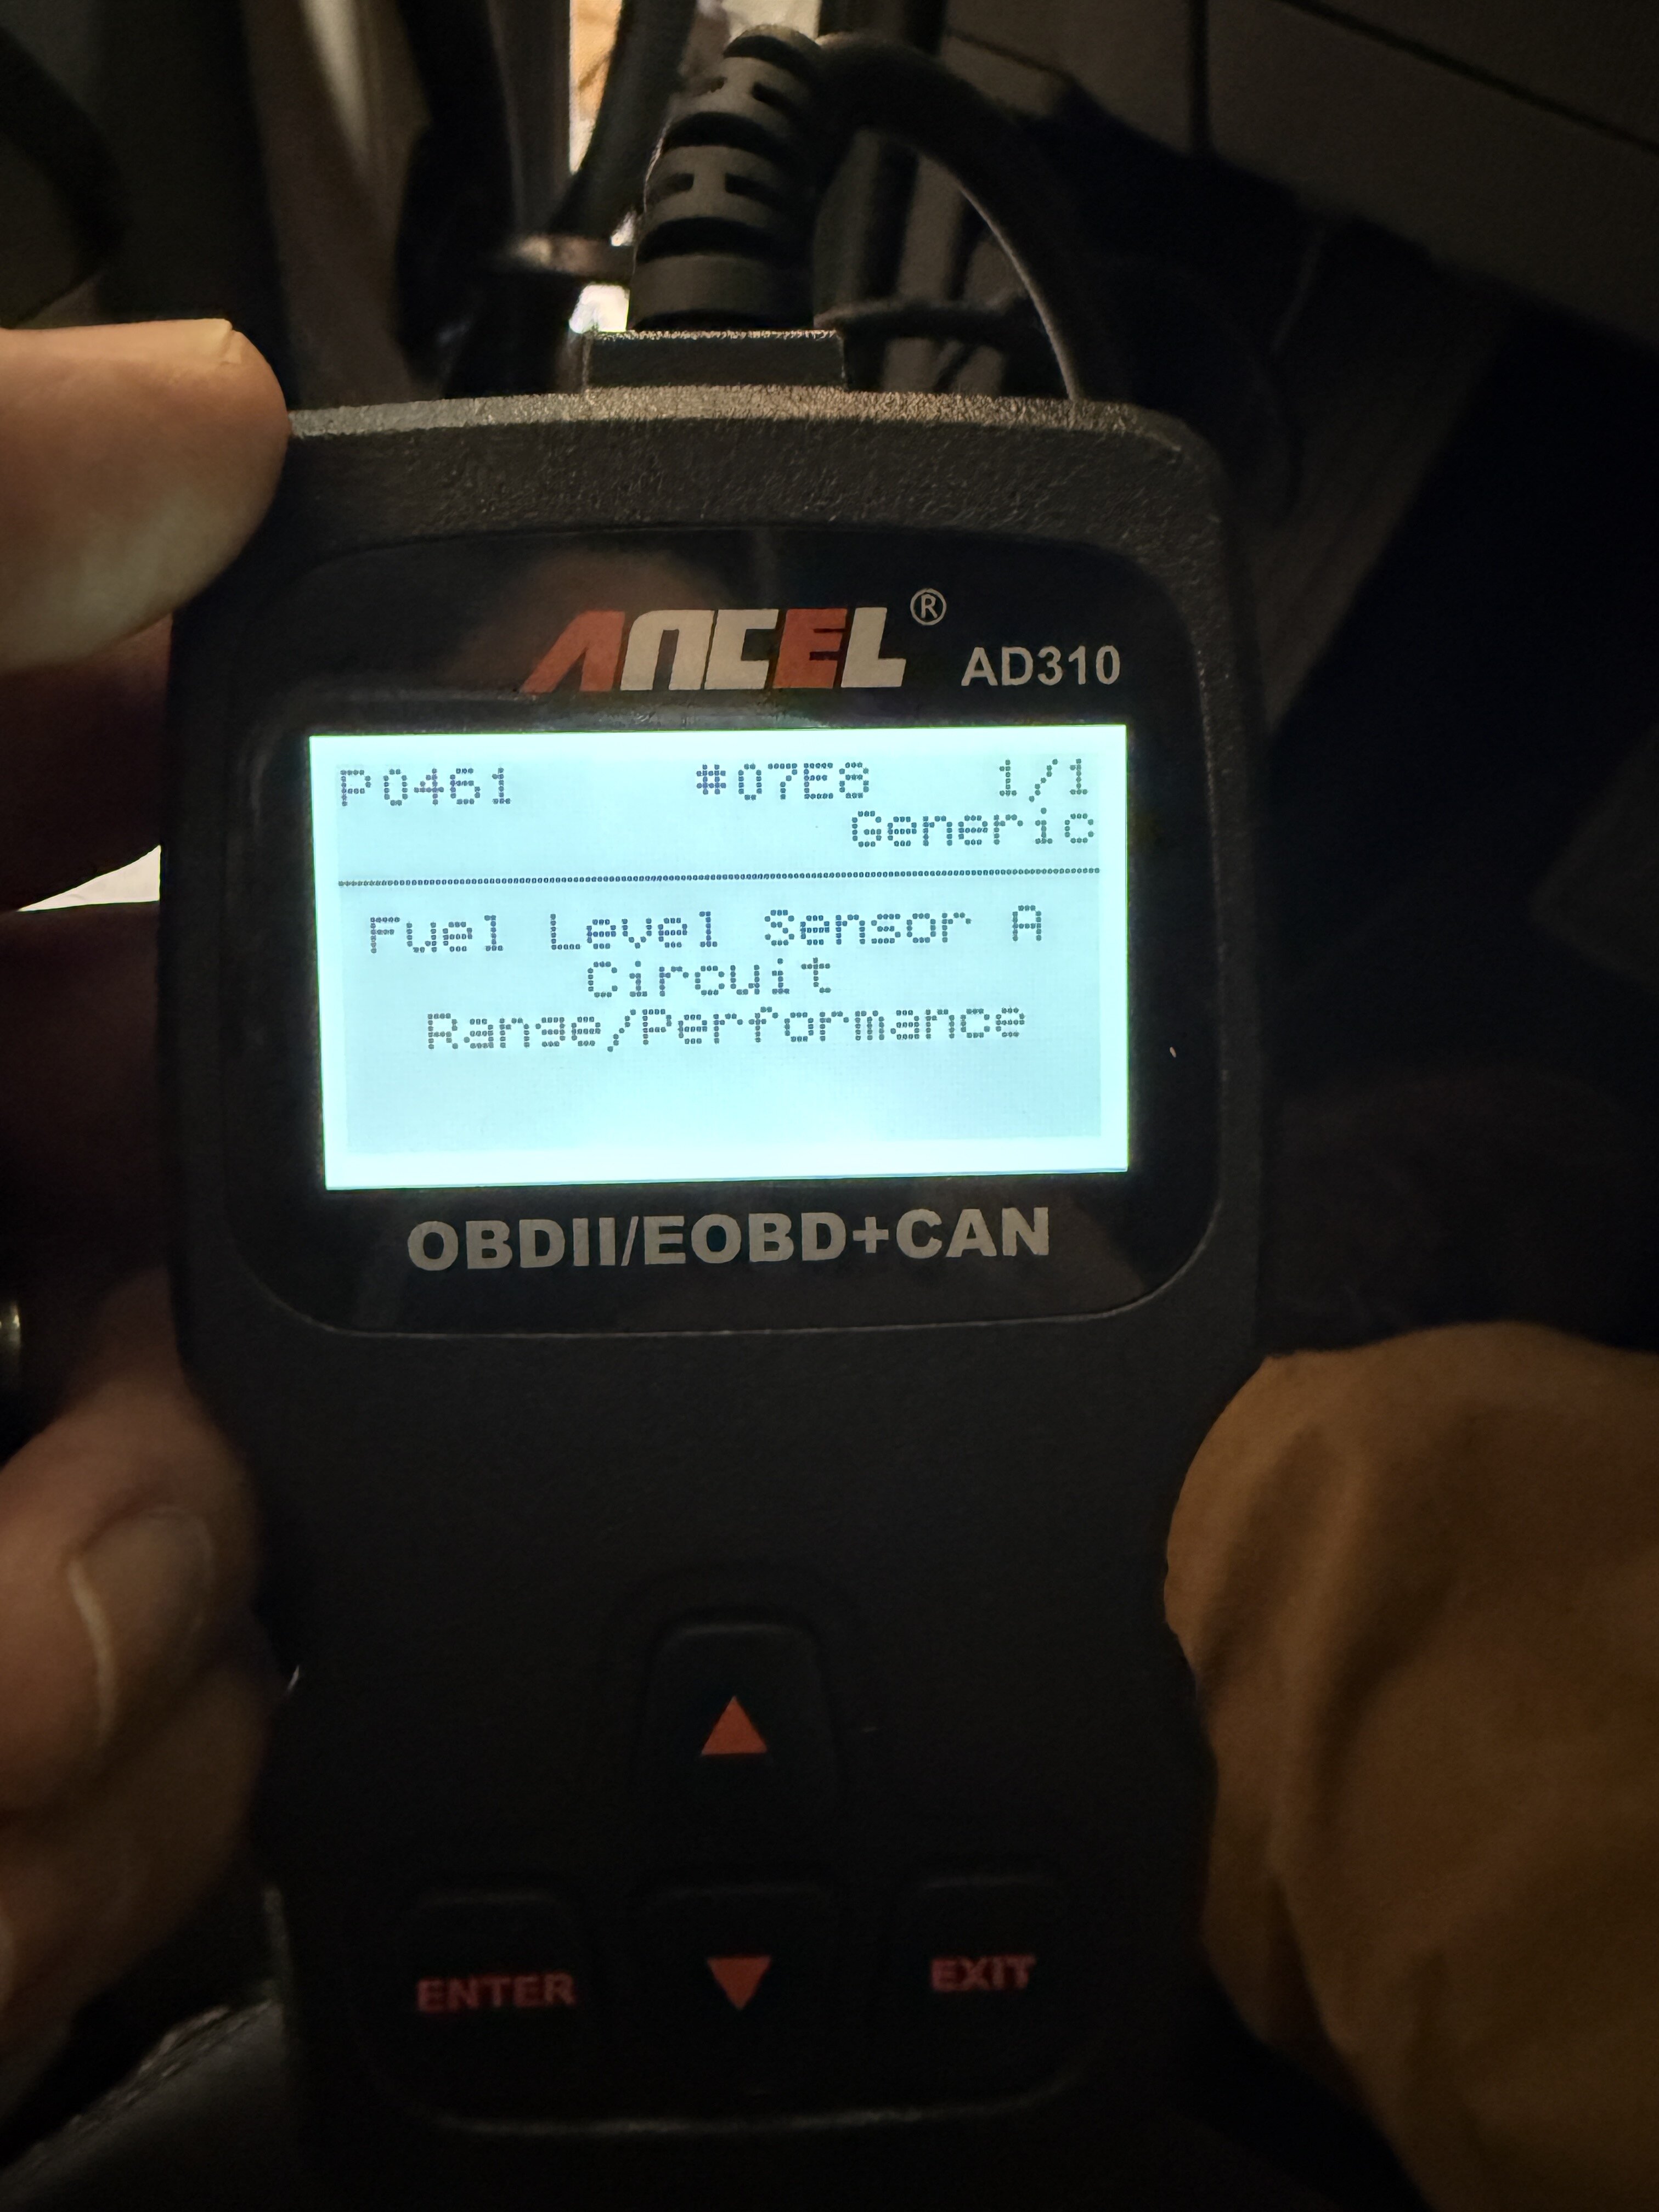 ANCEL® AD310
P0461 #07E8 1/1
Generic
Fuel Level Sensor A
Circuit
Range/Performance
OBDII/EOBD+CAN
ENTER EXIT